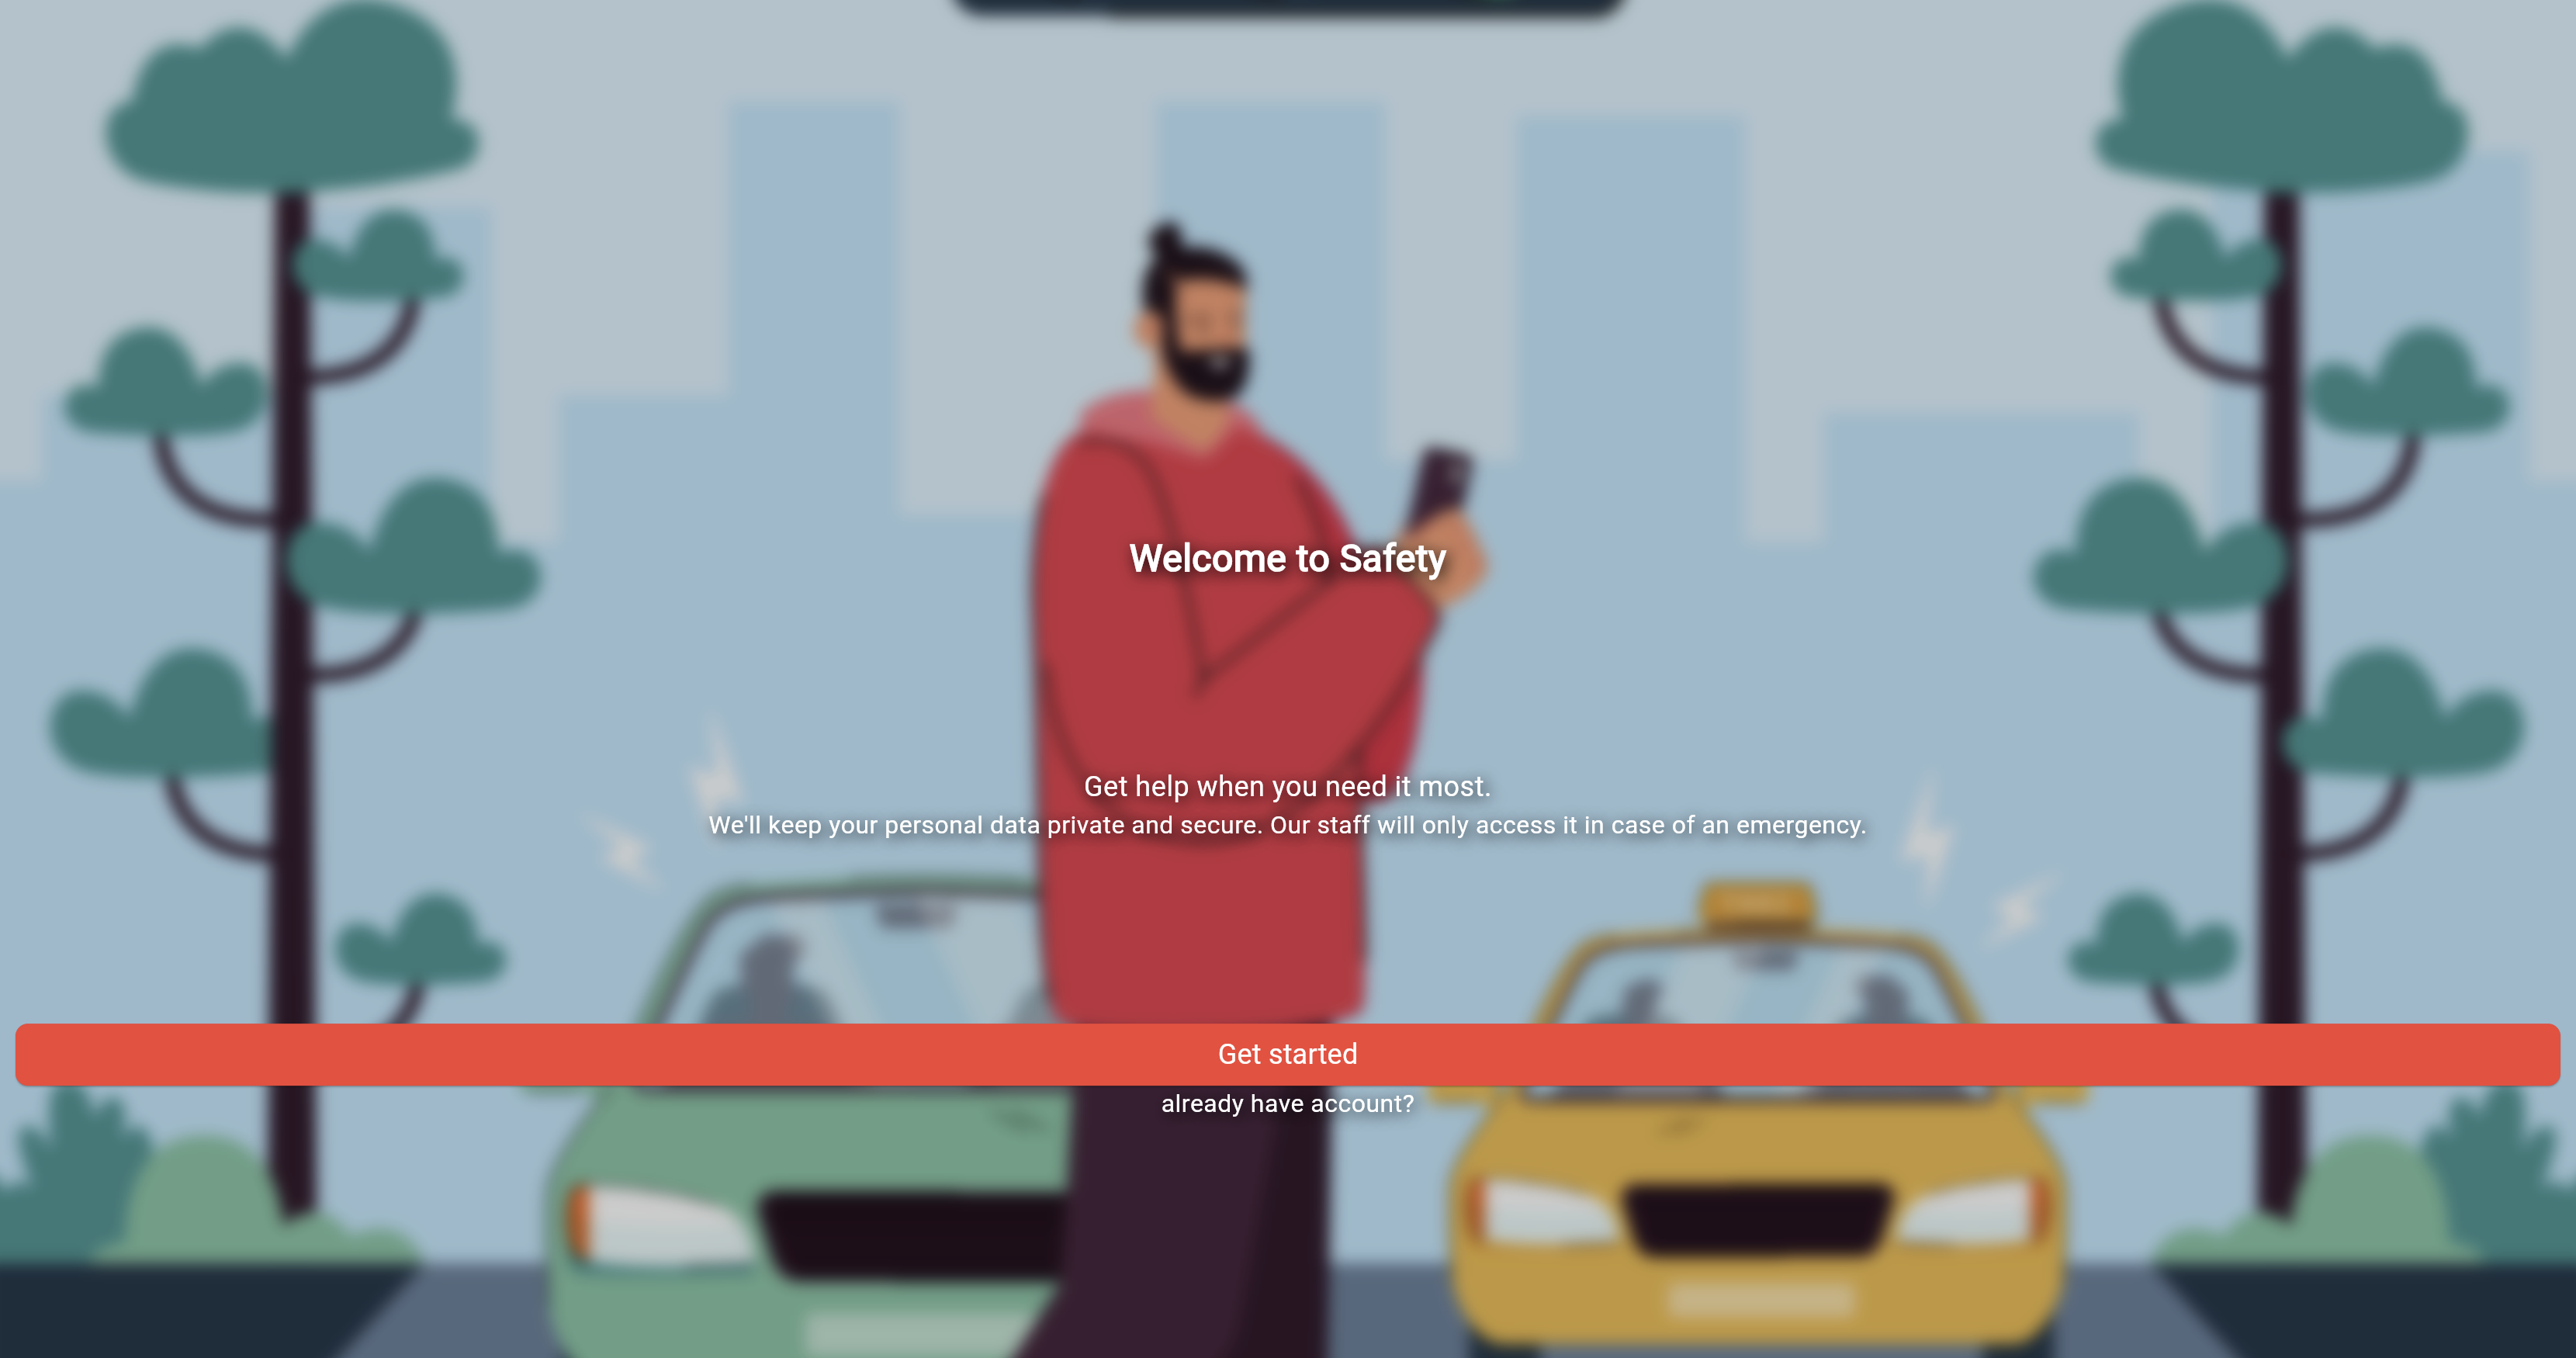 Welcome to Safety
Get help when you need it most.
We'll keep your personal data private and secure. Our staff will only access it in case of an emergency.
Get started
already have account?